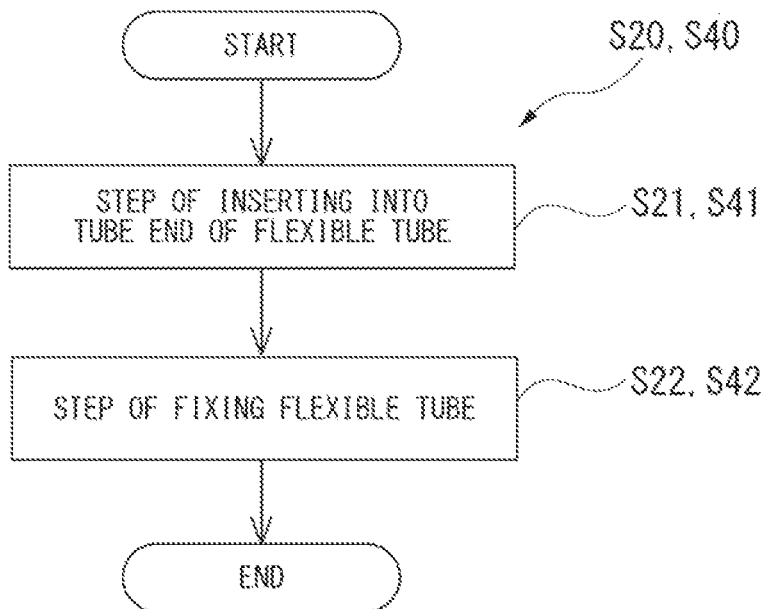 START
S20, S40
STEP OF INSERTING INTO
TUBE END OF FLEXIBLE TUBE
S21, S41
STEP OF FIXING FLEXIBLE TUBE
S22, S42
END